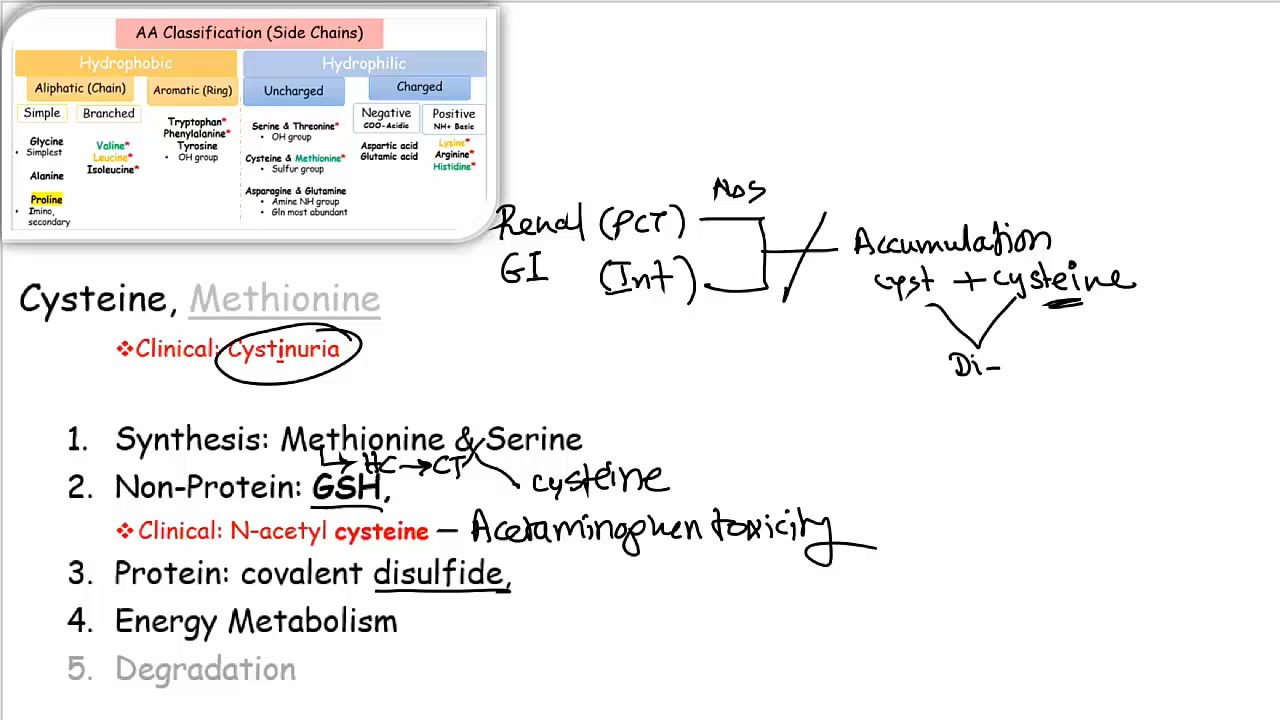 AA Classification (Side Chains)
Hydrophobic
Hydrophilic
Aliphatic (Chain)
Aromatic (Ring)
Uncharged
Charged
Simple
Branched
Negative
COO-Acidic
Positive
NH+ Basic
Glycine
• Simplest
Alanine
Proline
• Imino, secondary
Valine*
Leucine*
Isoleucine*
Tryptophan*
Phenylalanine*
Tyrosine
• OH group
Serine & Threonine*
• OH group
Cysteine & Methionine*
• Sulfur group
Asparagine & Glutamine
• Amine NH group
• Gln most abundant
Aspartic acid
Glutamic acid
Lysine*
Arginine*
Histidine*
Abs
Renal (PCT)
GI (Int)
Accumulation
cyst + cysteine
Di-
Cysteine, Methionine
❖Clinical: Cystinuria
1. Synthesis: Methionine & Serine
HC → CT
cysteine
2. Non-Protein: GSH,
❖Clinical: N-acetyl cysteine – Acetaminophen toxicity
3. Protein: covalent disulfide,
4. Energy Metabolism
5. Degradation